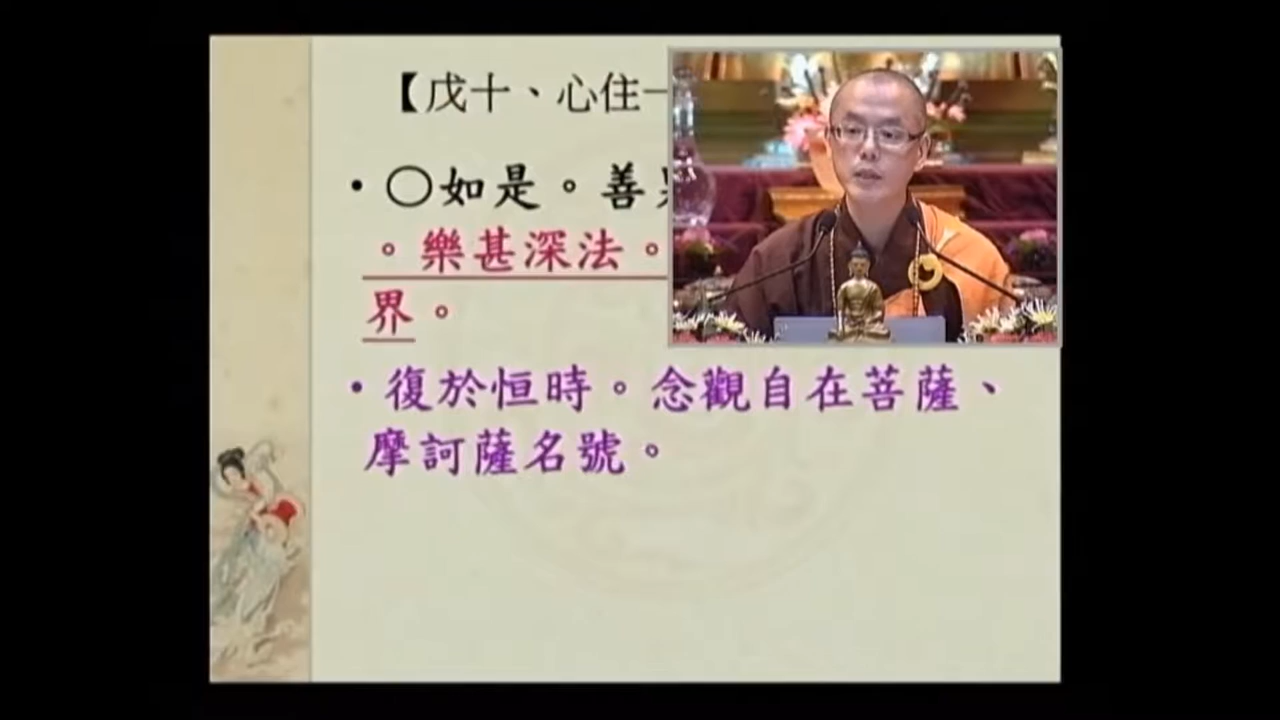 【戊十、心住一
• 〇如是。善
。樂甚深法。
界。
• 復於恒時。念觀自在菩薩、
摩訶薩名號。